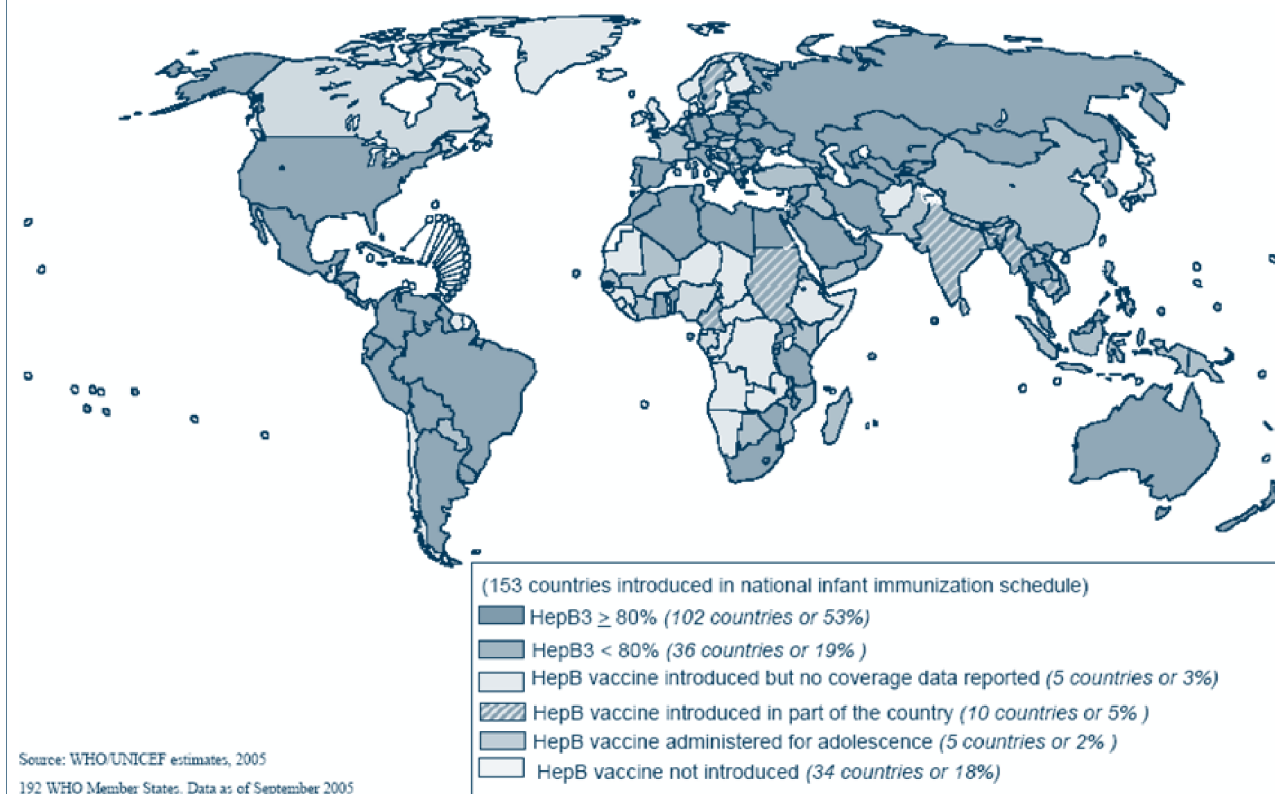 (153 countries introduced in national infant immunization schedule)
HepB3 ≥ 80% (102 countries or 53%)
HepB3 < 80% (36 countries or 19% )
HepB vaccine introduced but no coverage data reported (5 countries or 3%)
HepB vaccine introduced in part of the country (10 countries or 5% )
HepB vaccine administered for adolescence (5 countries or 2% )
HepB vaccine not introduced (34 countries or 18%)
Source: WHO/UNICEF estimates, 2005
192 WHO Member States. Data as of September 2005